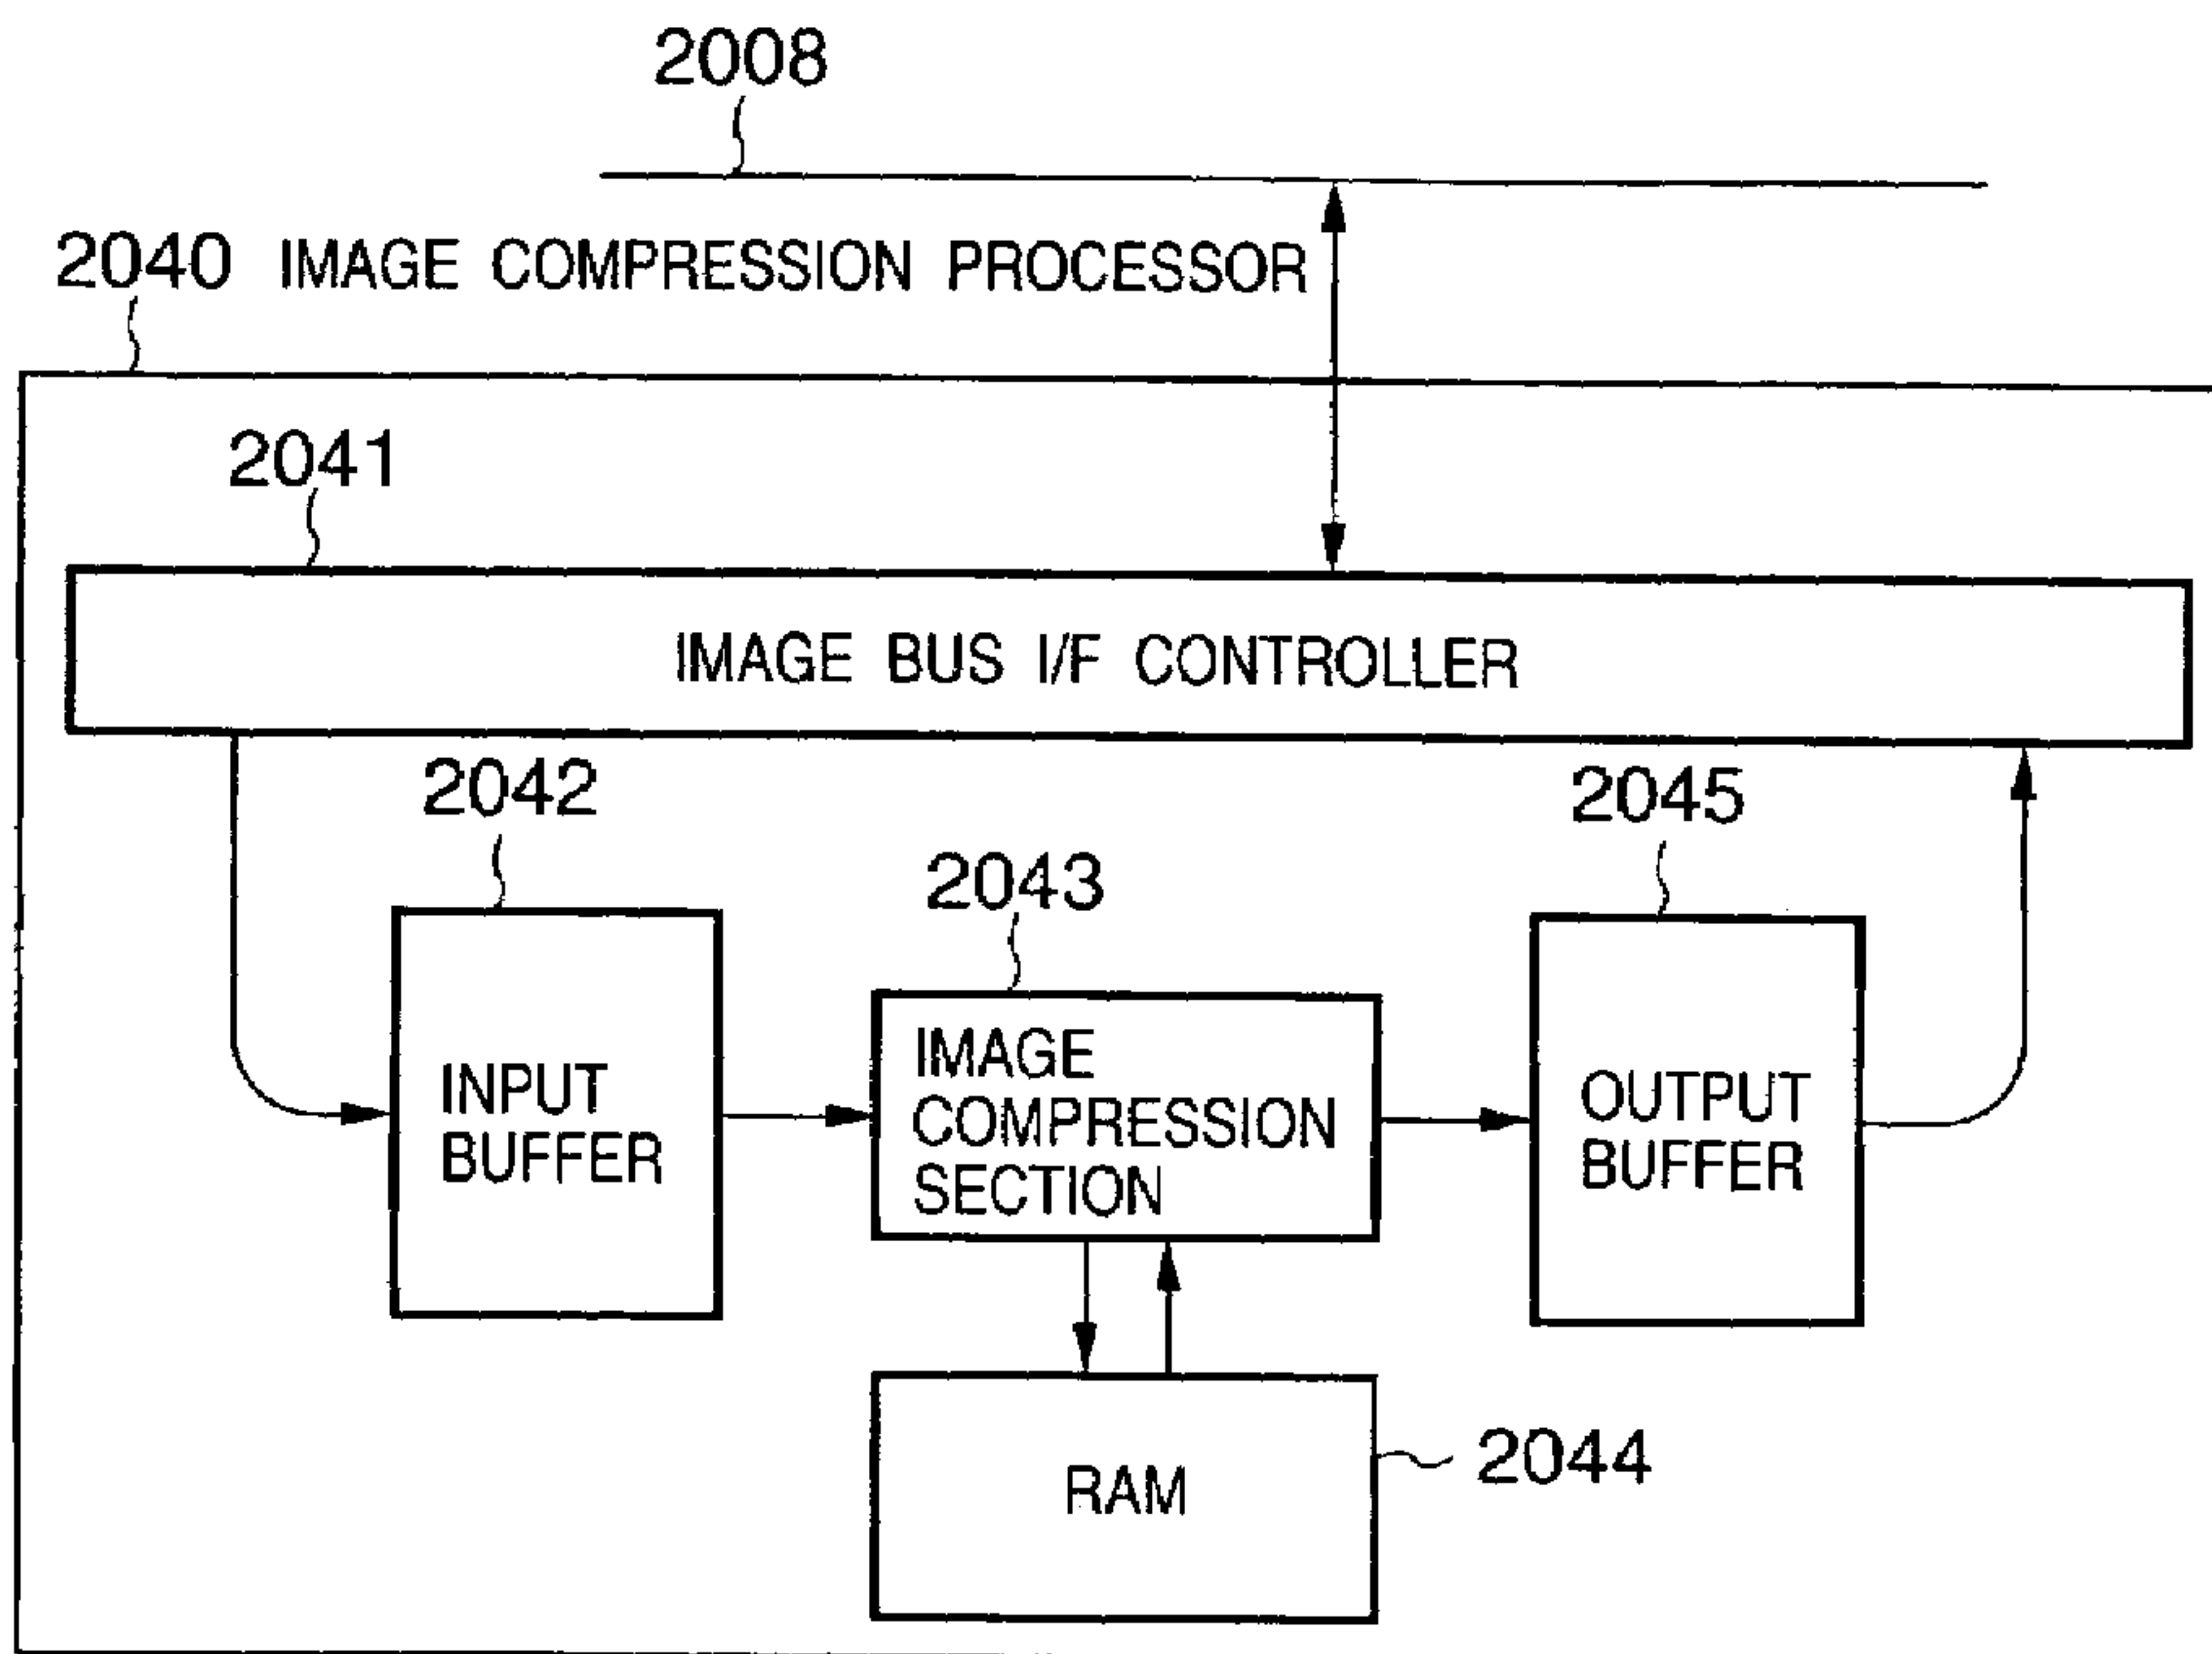 2008
2040 IMAGE COMPRESSION PROCESSOR
2041
IMAGE BUS I/F CONTROLLER
2042
2045
2043
INPUT
BUFFER
IMAGE
COMPRESSION
SECTION
OUTPUT
BUFFER
RAM
2044